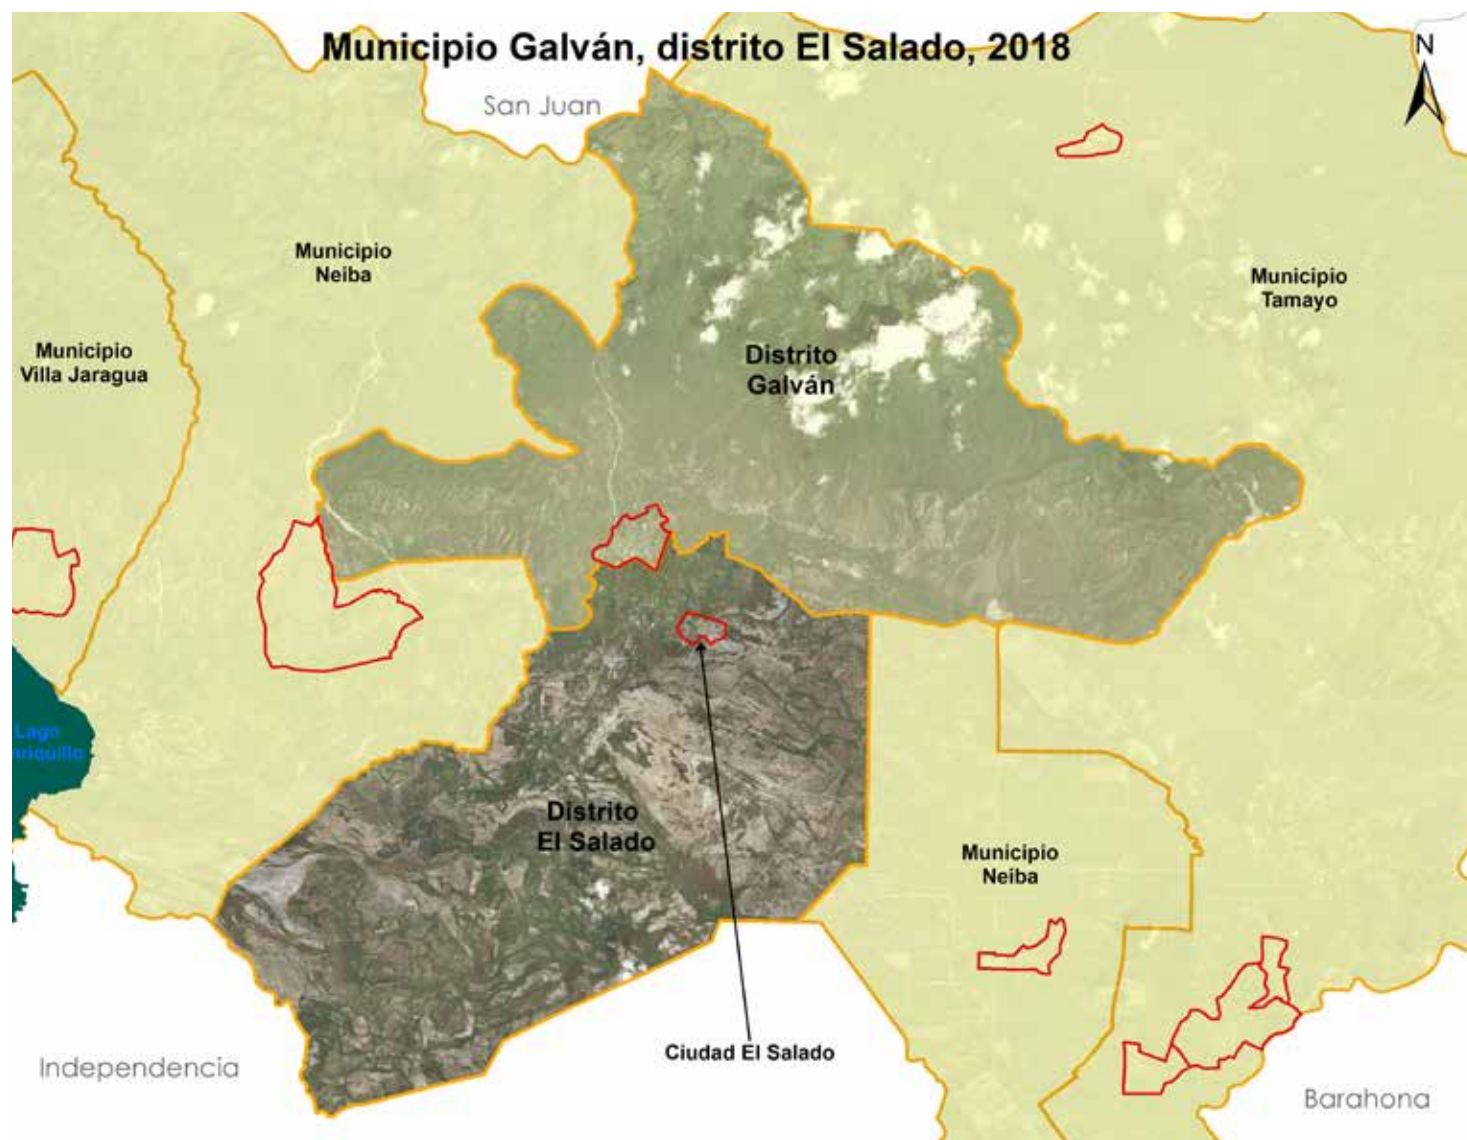 Municipio Galván, distrito El Salado, 2018
N
San Juan
Municipio
Neiba
Municipio
Tamayo
Municipio
Villa Jaragua
Distrito
Galván
Lago
nriquillo
Distrito
El Salado
Municipio
Neiba
Ciudad El Salado
Independencia
Barahona